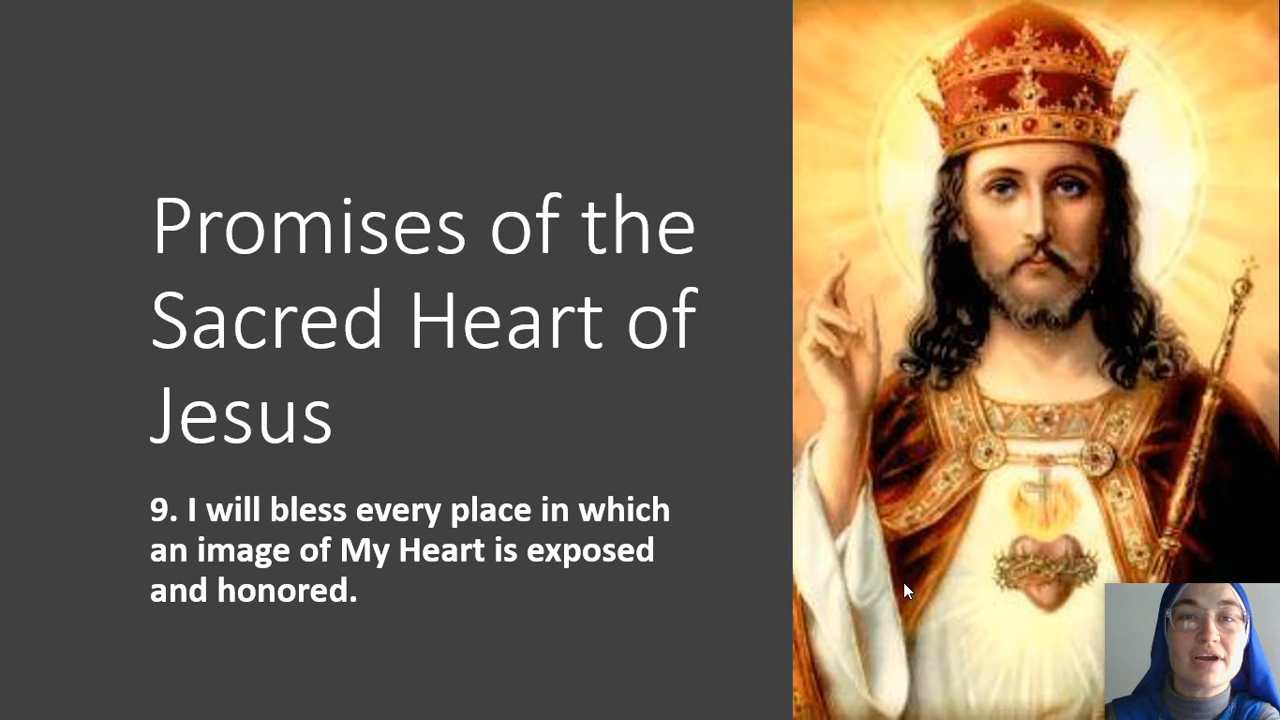 Promises of the
Sacred Heart of
Jesus
9. I will bless every place in which
an image of My Heart is exposed
and honored.